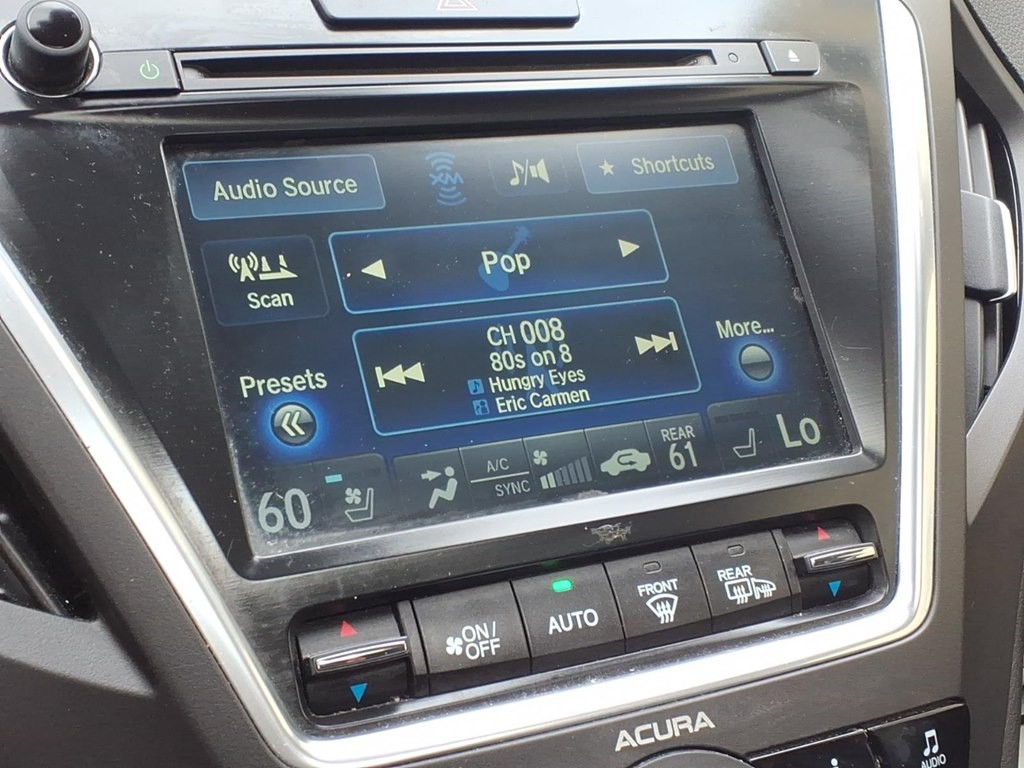 Audio Source
XM
Shortcuts
Scan
Pop
CH 008
80s on 8
Hungry Eyes
Eric Carmen
More...
Presets
60
A/C
SYNC
REAR
61
Lo
ON/
OFF
AUTO
FRONT
REAR
ACURA
AUDIO